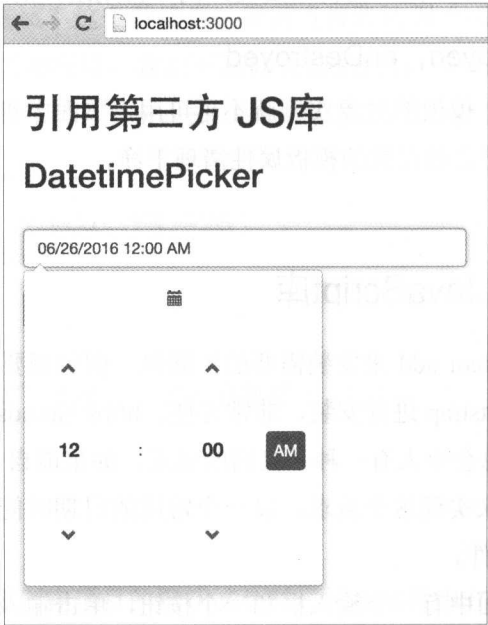 localhost:3000
引用第三方 JS库
DatetimePicker
06/26/2016 12:00 AM
12 : 00 AM